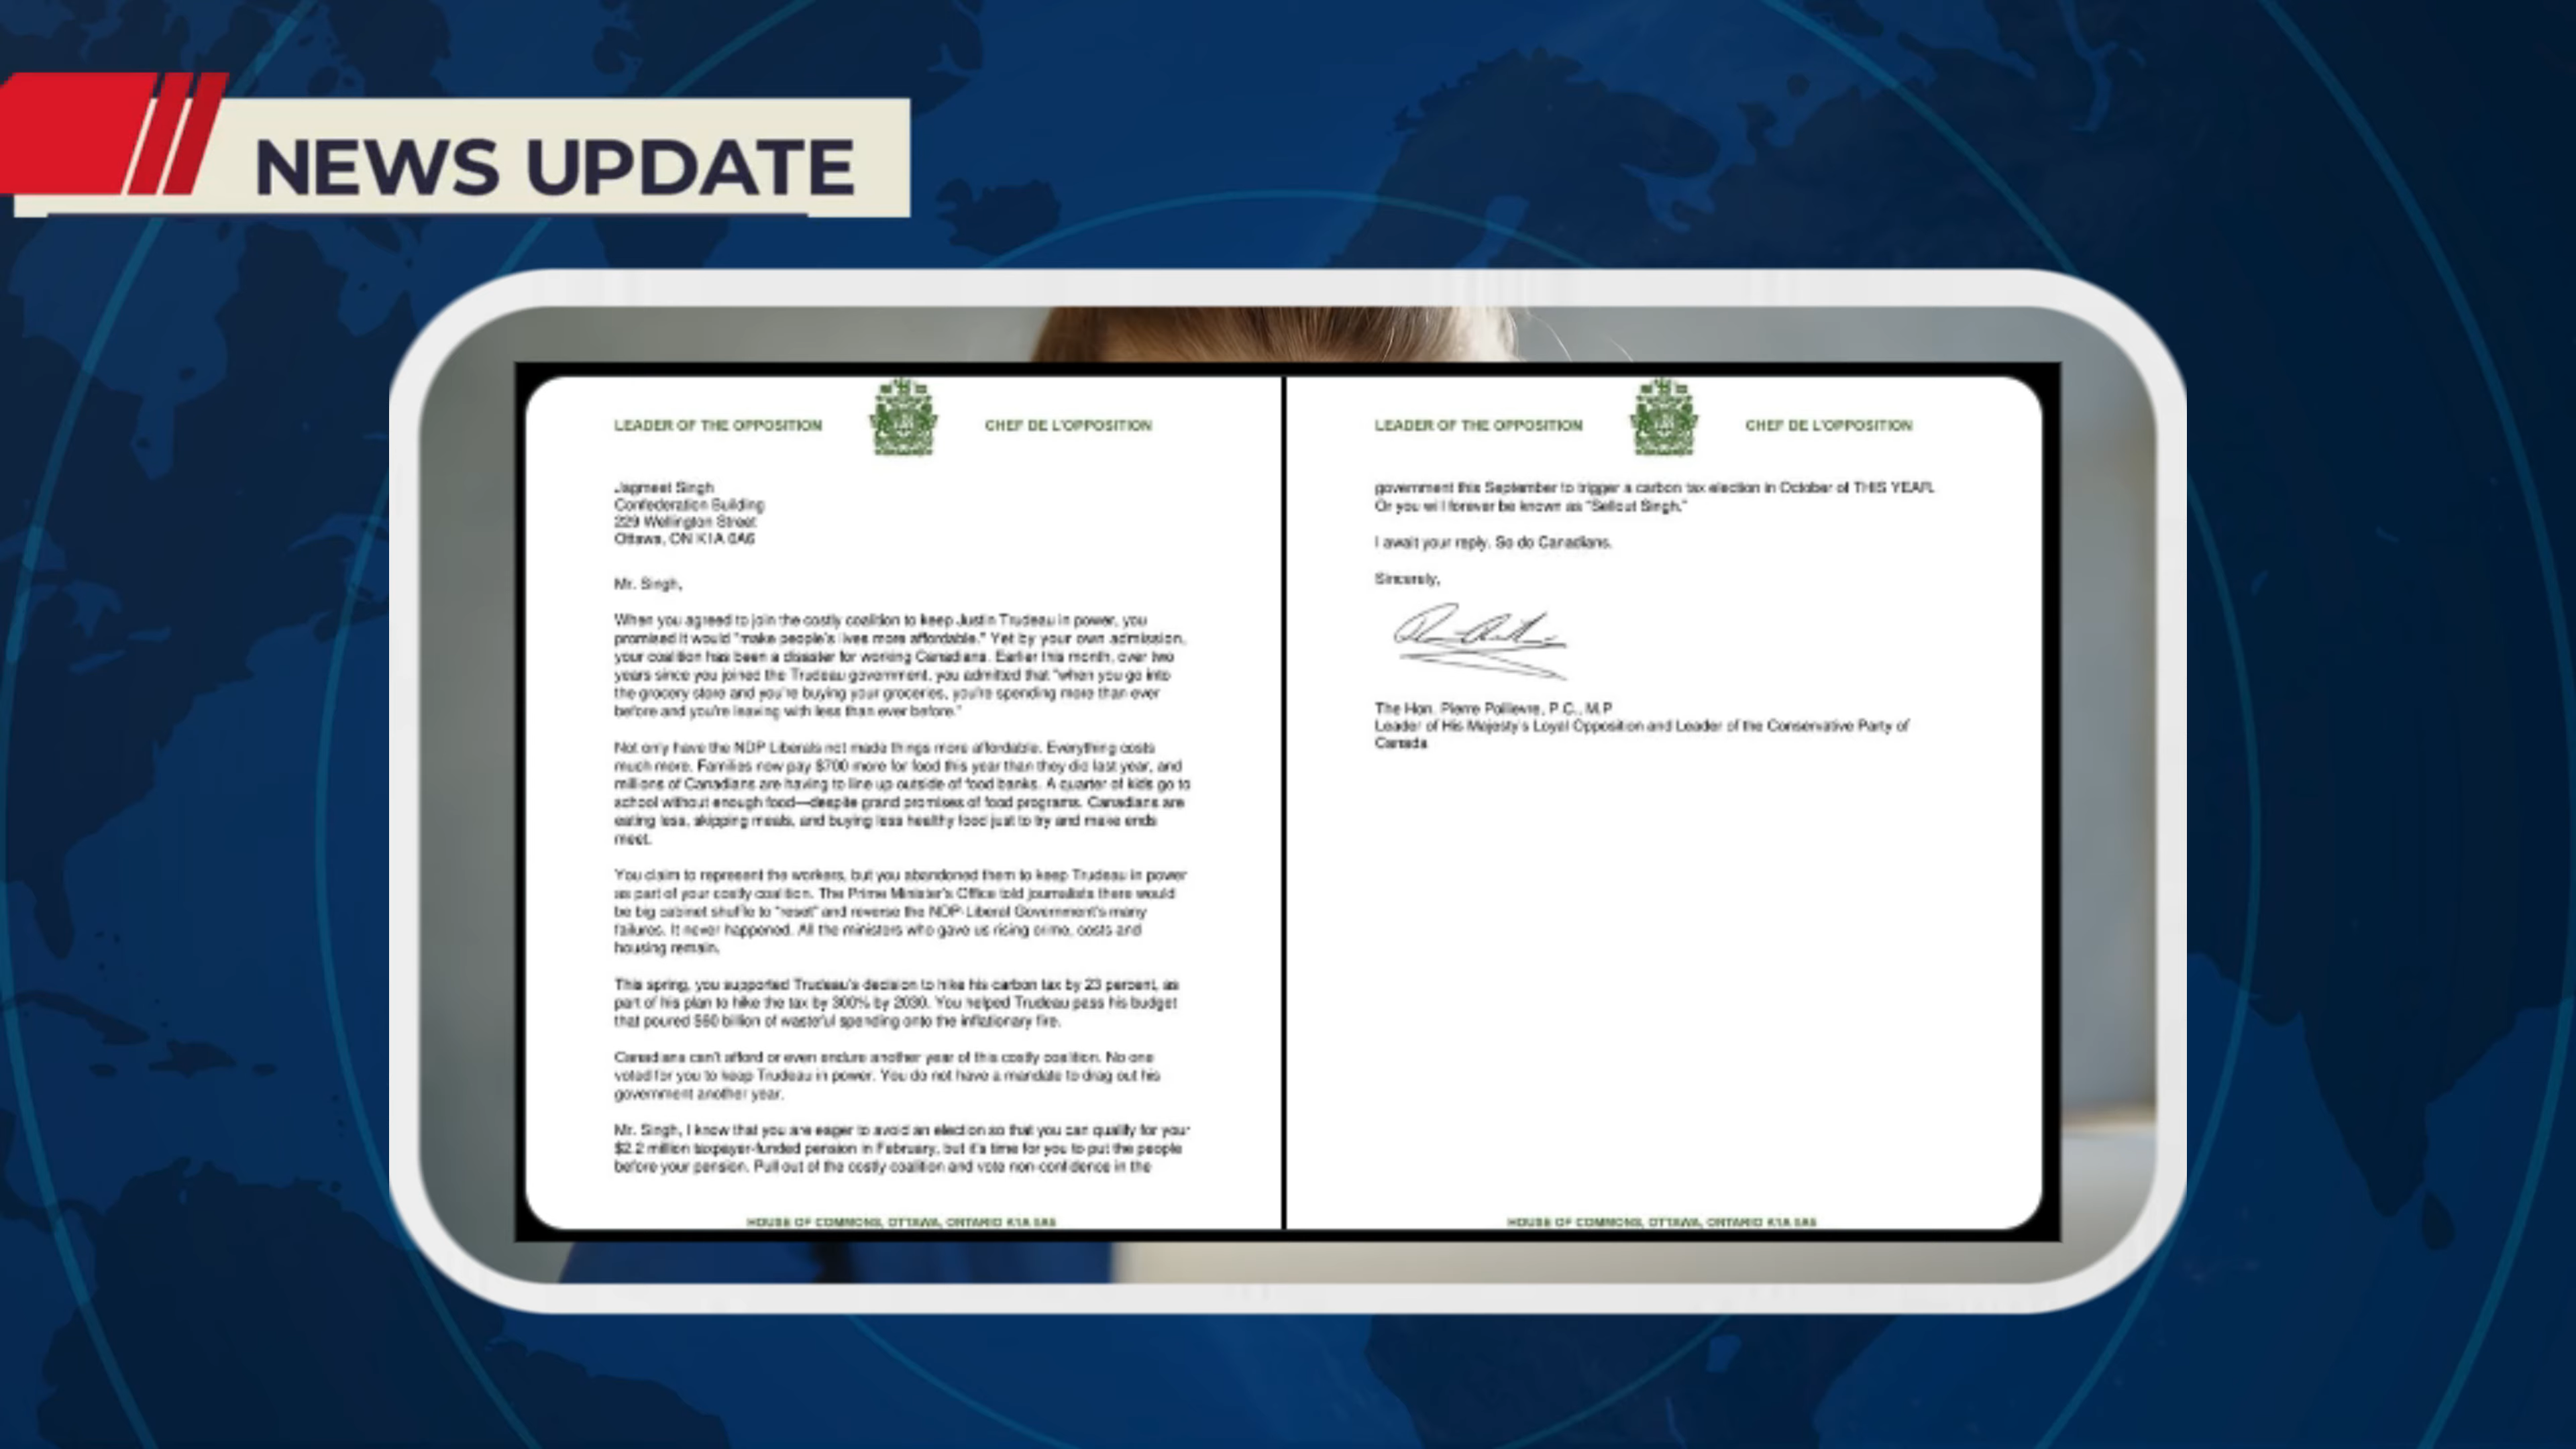 NEWS UPDATE
LEADER OF THE OPPOSITION
CHEF DE L'OPPOSITION
Jagmeet Singh
Confederation Building
229 Wellington Street
Ottawa, ON K1A 0A6
Mr. Singh,
When you agreed to join the costly coalition to keep Justin Trudeau in power, you
promised it would "make people's lives more affordable." Yet by your own admission,
your coalition has been a disaster for working Canadians. Earlier this month, over two
years since you joined the Trudeau government, you admitted that "when you go into
the grocery store and you're buying your groceries, you're spending more than ever
before and you're leaving with less than ever before."
Not only have the NDP Liberals not made things more affordable. Everything costs
much more. Families now pay $700 more for food this year than they did last year, and
millions of Canadians are having to line up outside of food banks. A quarter of kids go to
school without enough food—despite grand promises of food programs. Canadians are
eating less, skipping meals, and buying less healthy food just to try and make ends
meet.
You claim to represent the workers, but you abandoned them to keep Trudeau in power
as part of your costly coalition. The Prime Minister's Office told journalists there would
be big cabinet shuffle to "reset" and reverse the NDP-Liberal Government's many
failures. It never happened. All the ministers who gave us rising crime, costs and
housing remain.
This spring, you supported Trudeau's decision to hike his carbon tax by 23 percent, as
part of his plan to hike the tax by 300% by 2030. You helped Trudeau pass his budget
that poured $60 billion of wasteful spending onto the inflationary fire.
Canadians can't afford or even endure another year of this costly coalition. No one
voted for you to keep Trudeau in power. You do not have a mandate to drag out his
government another year.
Mr. Singh, I know that you are eager to avoid an election so that you can qualify for your
$2.2 million taxpayer-funded pension in February, but it's time for you to put the people
before your pension. Pull out of the costly coalition and vote non-confidence in the
HOUSE OF COMMONS, OTTAWA, ONTARIO K1A 0A6
LEADER OF THE OPPOSITION
CHEF DE L'OPPOSITION
government this September to trigger a carbon tax election in October of THIS YEAR.
Or you will forever be known as "Sellout Singh."
I await your reply. So do Canadians.
Sincerely,
The Hon. Pierre Poilievre, P.C., M.P
Leader of His Majesty's Loyal Opposition and Leader of the Conservative Party of
Canada
HOUSE OF COMMONS, OTTAWA, ONTARIO K1A 0A6